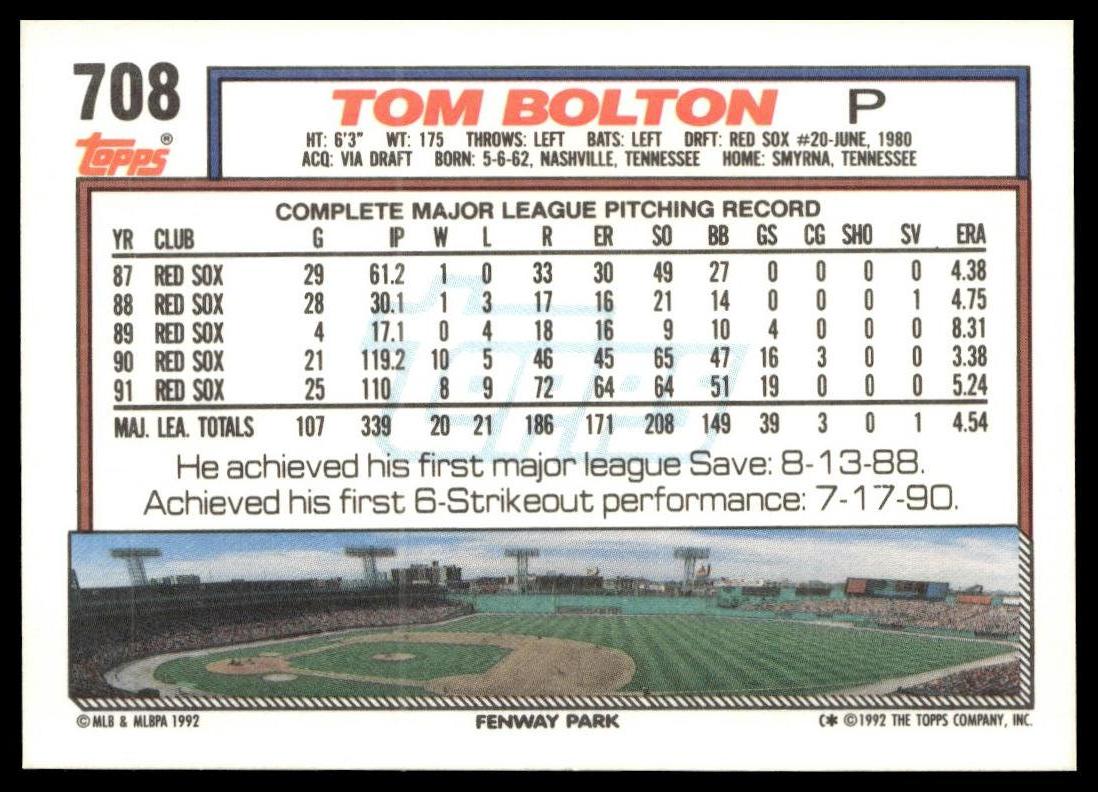 708
TOPPS®
TOM BOLTON P
HT: 6'3" WT: 175 THROWS: LEFT BATS: LEFT DRFT: RED SOX #20-JUNE, 1980
ACQ: VIA DRAFT BORN: 5-6-62, NASHVILLE, TENNESSEE HOME: SMYRNA, TENNESSEE
COMPLETE MAJOR LEAGUE PITCHING RECORD
YR CLUB G IP W L R ER SO BB GS CG SHO SV ERA
87 RED SOX 29 61.2 1 0 33 30 49 27 0 0 0 0 4.38
88 RED SOX 28 30.1 1 3 17 16 21 14 0 0 0 1 4.75
89 RED SOX 4 17.1 0 4 18 16 9 10 4 0 0 0 8.31
90 RED SOX 21 119.2 10 5 46 45 65 47 16 3 0 0 3.38
91 RED SOX 25 110 8 9 72 64 64 51 19 0 0 0 5.24
MAJ. LEA. TOTALS 107 339 20 21 186 171 208 149 39 3 0 1 4.54
topps
He achieved his first major league Save: 8-13-88.
Achieved his first 6-Strikeout performance: 7-17-90.
© MLB & MLBPA 1992 FENWAY PARK C* © 1992 THE TOPPS COMPANY, INC.